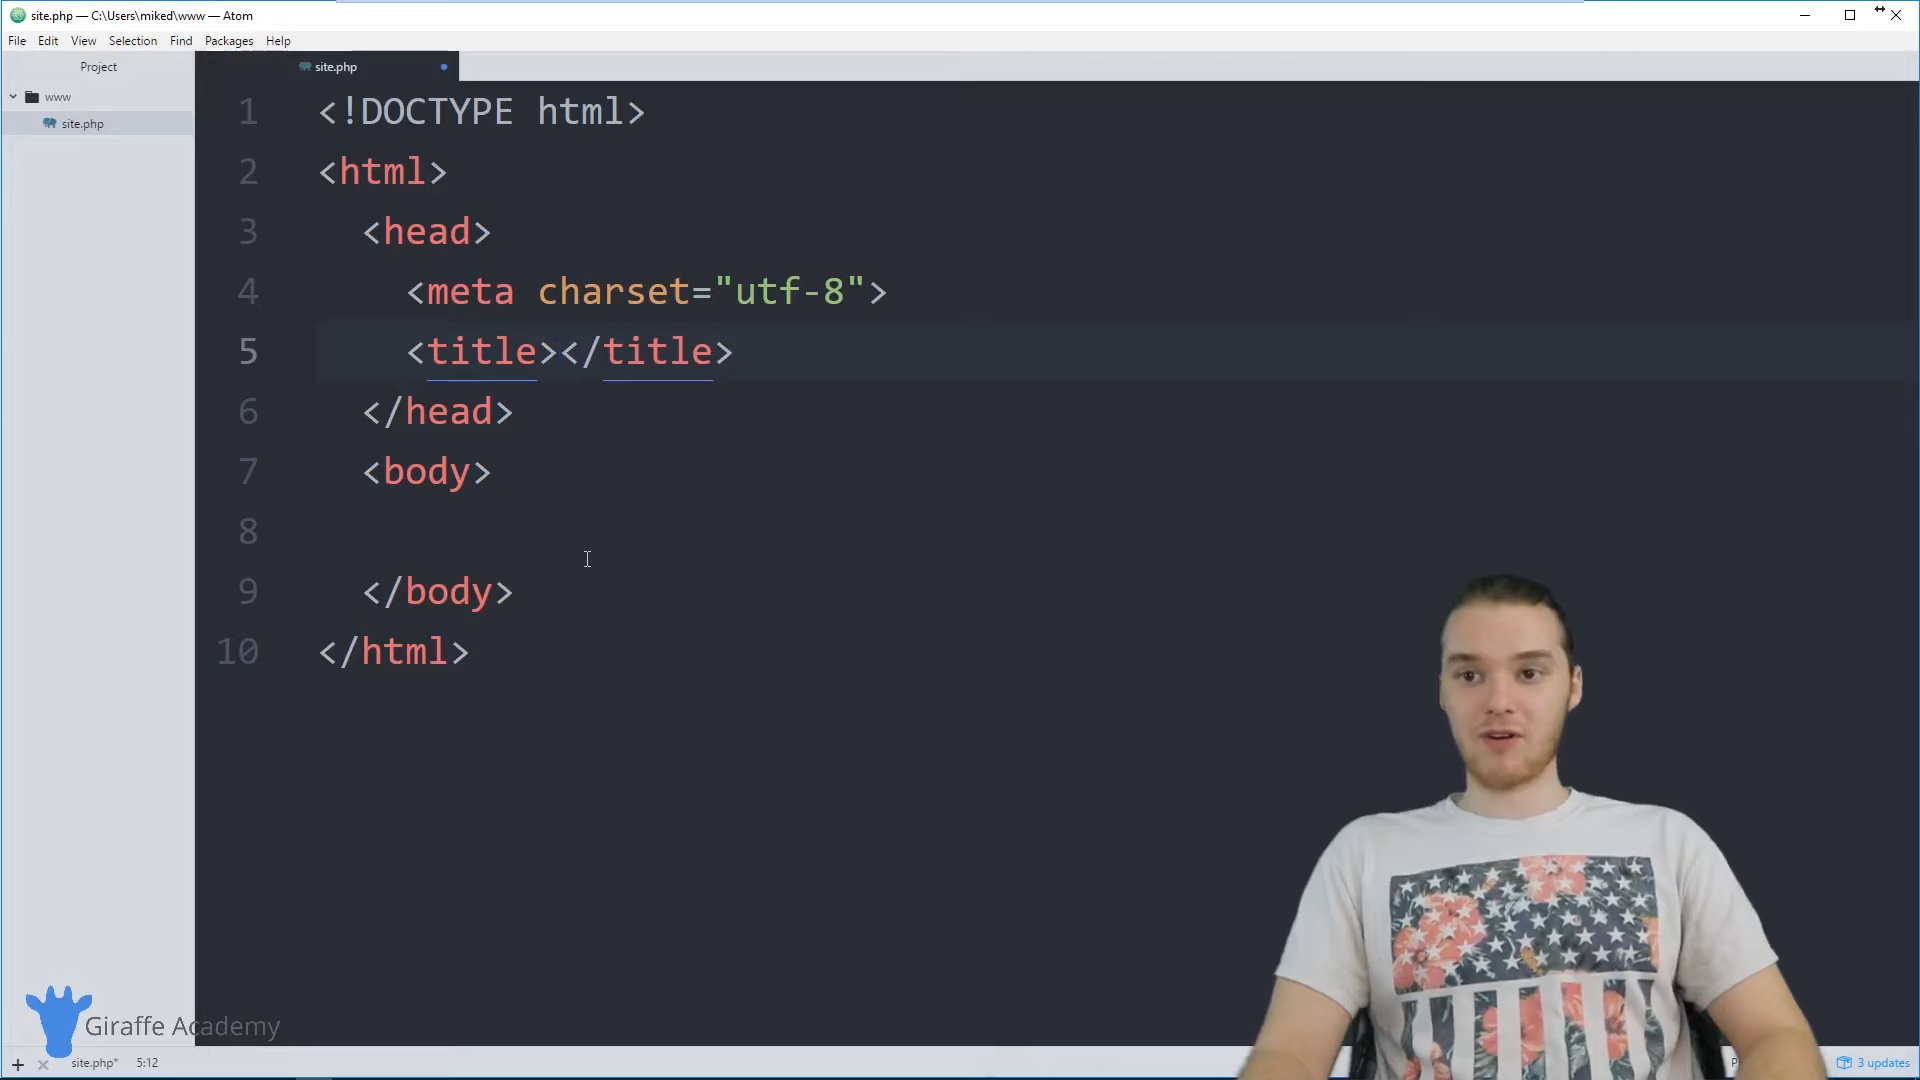 site.php — C:\Users\miked\www — Atom
File Edit View Selection Find Packages Help
Project
www
site.php
site.php
1 <!DOCTYPE html>
2 <html>
3 <head>
4 <meta charset="utf-8">
5 <title></title>
6 </head>
7 <body>
8
9 </body>
10 </html>
Giraffe Academy
site.php* 5:12
3 updates